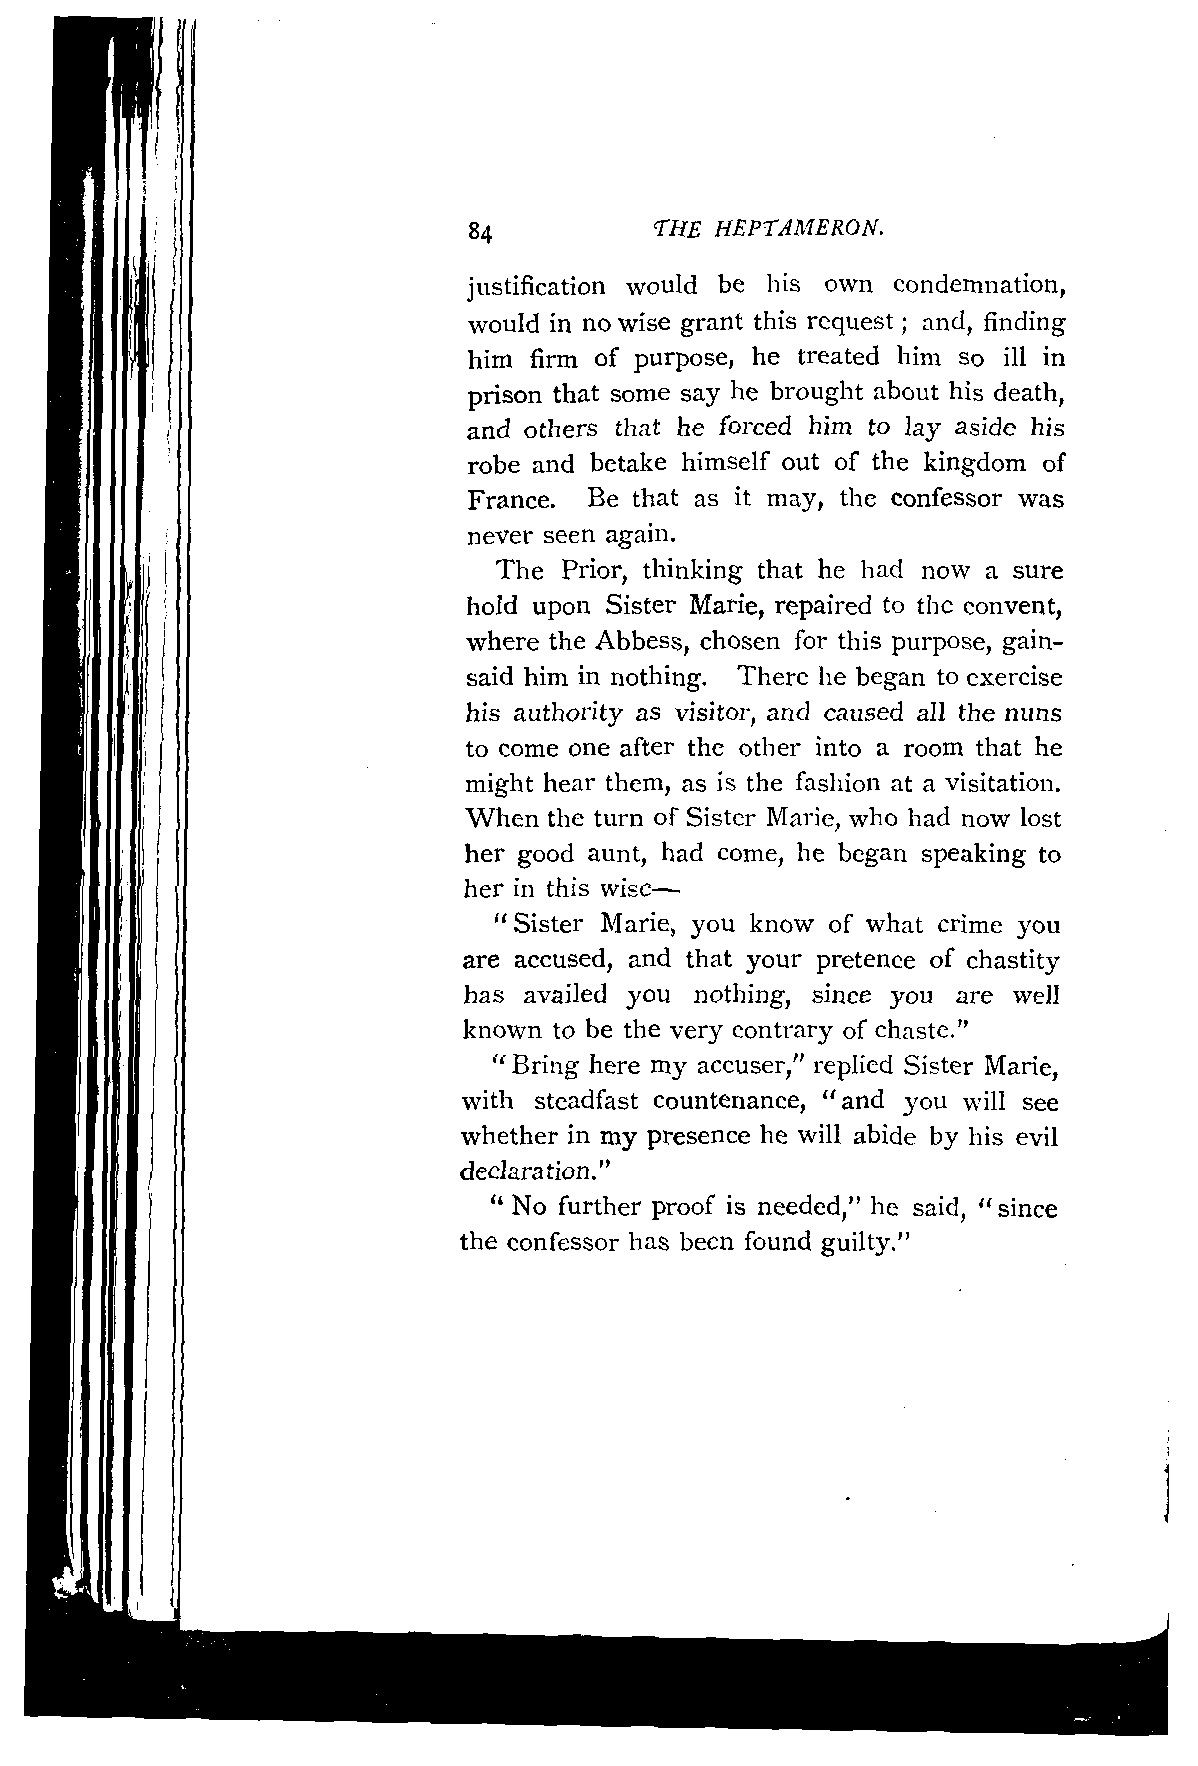 84 THE HEPTAMERON.
justification would be his own condemnation,
would in no wise grant this request ; and, finding
him firm of purpose, he treated him so ill in
prison that some say he brought about his death,
and others that he forced him to lay aside his
robe and betake himself out of the kingdom of
France. Be that as it may, the confessor was
never seen again.
The Prior, thinking that he had now a sure
hold upon Sister Marie, repaired to the convent,
where the Abbess, chosen for this purpose, gain-
said him in nothing. There he began to exercise
his authority as visitor, and caused all the nuns
to come one after the other into a room that he
might hear them, as is the fashion at a visitation.
When the turn of Sister Marie, who had now lost
her good aunt, had come, he began speaking to
her in this wise—
“ Sister Marie, you know of what crime you
are accused, and that your pretence of chastity
has availed you nothing, since you are well
known to be the very contrary of chaste.”
“ Bring here my accuser,” replied Sister Marie,
with steadfast countenance, “ and you will see
whether in my presence he will abide by his evil
declaration.”
“ No further proof is needed,” he said, “ since
the confessor has been found guilty.”